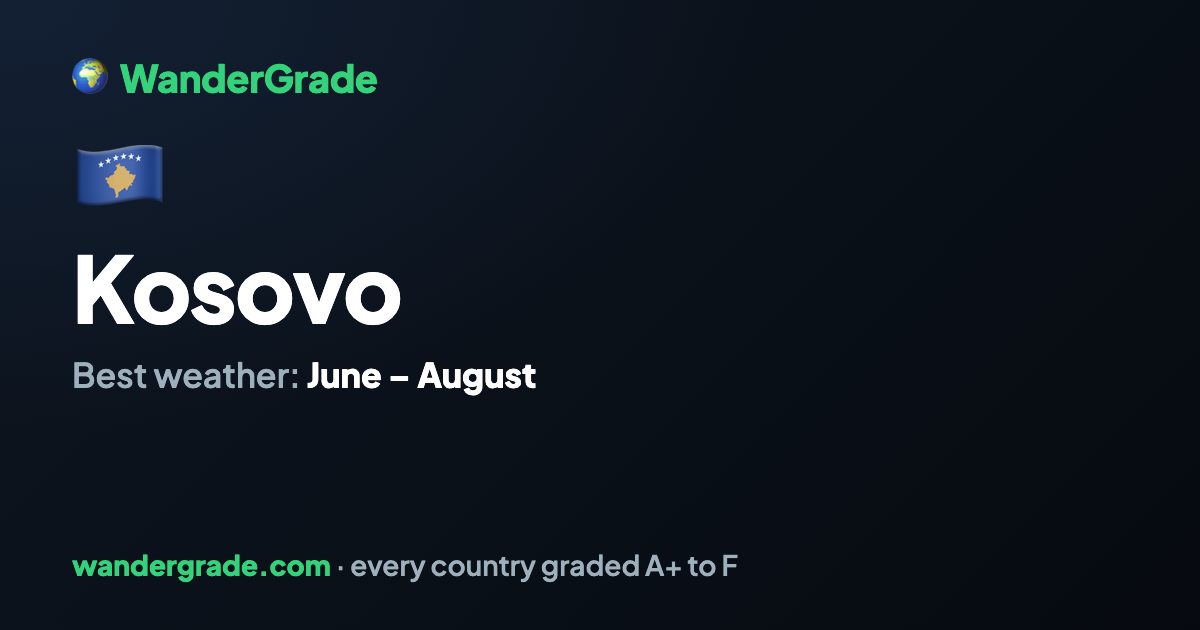 WanderGrade
Kosovo
Best weather: June – August
wandergrade.com · every country graded A+ to F